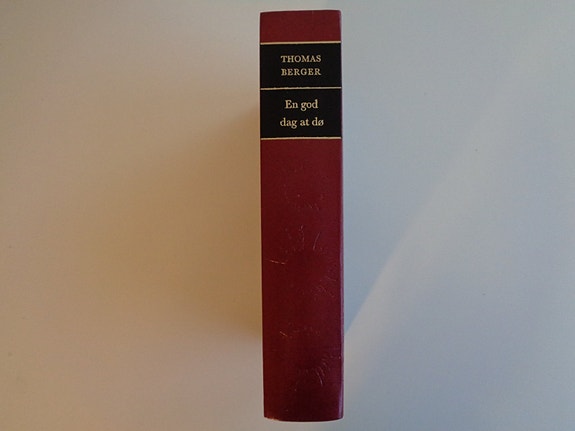 THOMAS
BERGER
En god
dag at dø